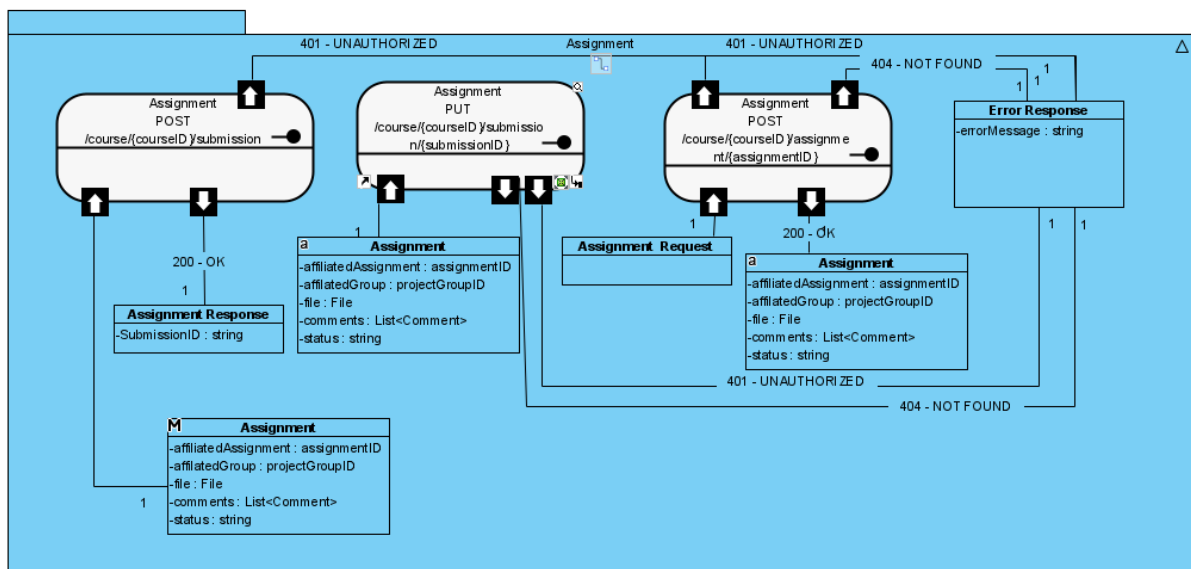 401 - UNAUTHORIZED
Assignment
401 - UNAUTHORIZED
404 - NOT FOUND
1
1
1
Assignment
POST
/course/{courseID}/submission
Assignment
PUT
/course/{courseID}/submissio
n/{submissionID}
Assignment
POST
/course/{courseID}/assignme
nt/{assignmentID}
Error Response
-errorMessage : string
200 - OK
1
Assignment Response
-SubmissionID : string
1
a
Assignment
-affiliatedAssignment : assignmentID
-affilatedGroup : projectGroupID
-file : File
-comments : List<Comment>
-status : string
1
Assignment Request
200 - OK
a
Assignment
-affiliatedAssignment : assignmentID
-affilatedGroup : projectGroupID
-file : File
-comments : List<Comment>
-status : string
1
1
401 - UNAUTHORIZED
404 - NOT FOUND
M
Assignment
-affiliatedAssignment : assignmentID
-affilatedGroup : projectGroupID
-file : File
-comments : List<Comment>
-status : string
1